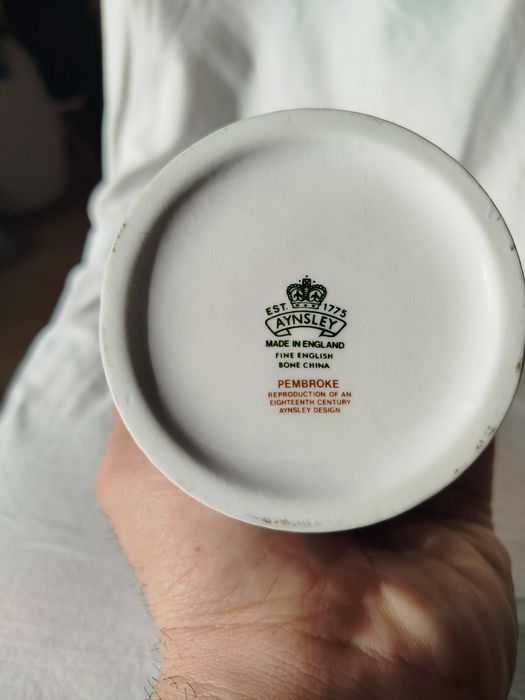 EST. 1775
AYNSLEY
MADE IN ENGLAND
FINE ENGLISH
BONE CHINA
PEMBROKE
REPRODUCTION OF AN
EIGHTEENTH CENTURY
AYNSLEY DESIGN